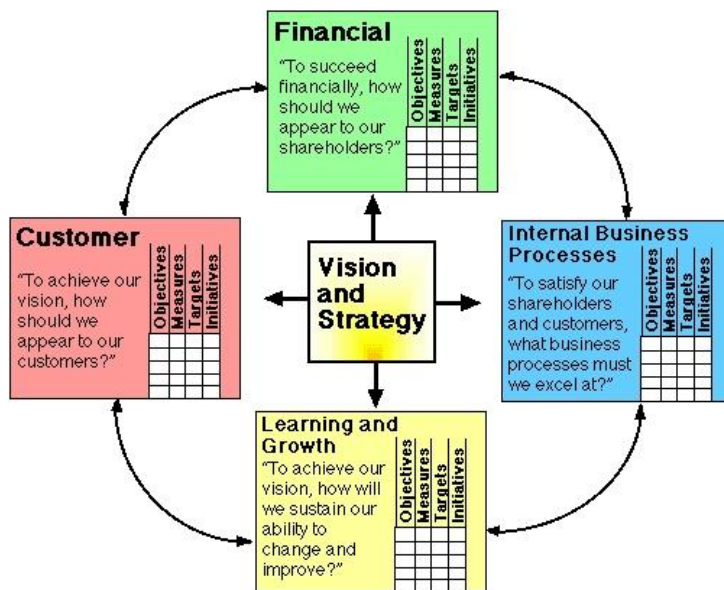 Financial
“To succeed
financially, how
should we
appear to our
shareholders?”
Objectives
Measures
Targets
Initiatives
Customer
“To achieve our
vision, how
should we
appear to our
customers?”
Objectives
Measures
Targets
Initiatives
Vision
and
Strategy
Internal Business
Processes
“To satisfy our
shareholders
and customers,
what business
processes must
we excel at?”
Objectives
Measures
Targets
Initiatives
Learning and
Growth
“To achieve our
vision, how will
we sustain our
ability to
change and
improve?”
Objectives
Measures
Targets
Initiatives